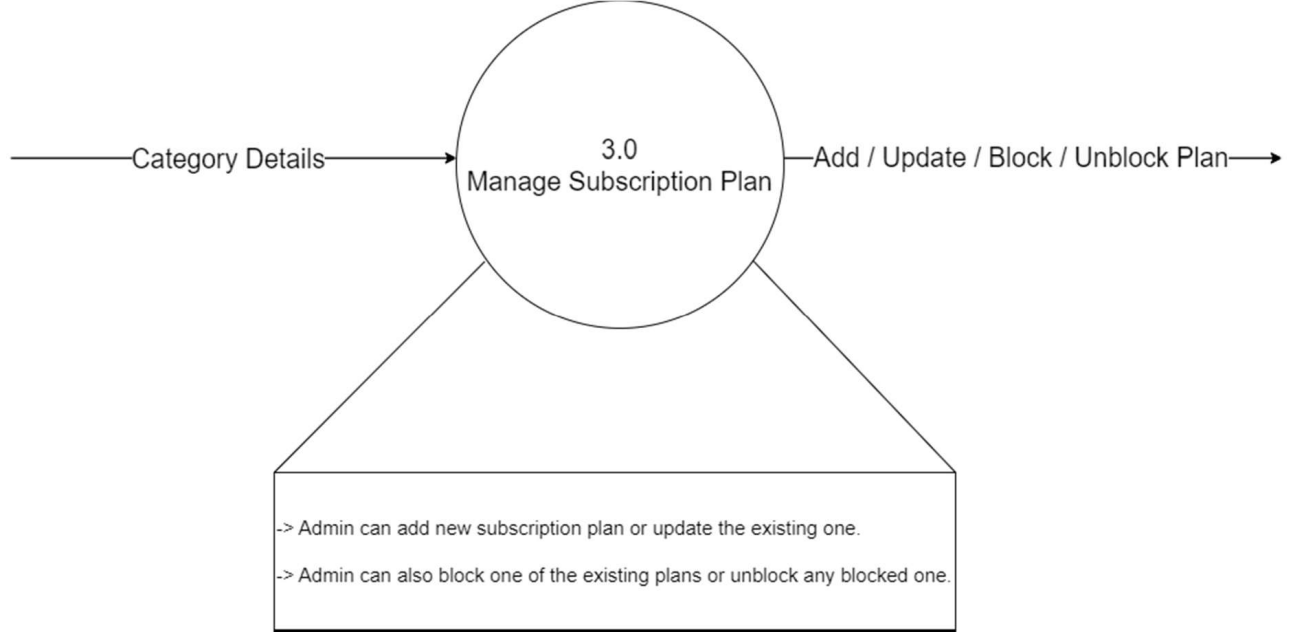 3.0
Category Details
Manage Subscription Plan
Add / Update / Block / Unblock Plan
-> Admin can add new subscription plan or update the existing one.
-> Admin can also block one of the existing plans or unblock any blocked one.